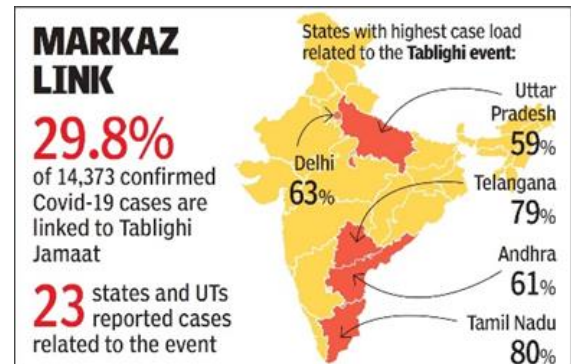 MARKAZ
LINK
29.8%
of 14,373 confirmed
Covid-19 cases are
linked to Tablighi
Jamaat
23 states and UTs
reported cases
related to the event
States with highest case load
related to the Tablighi event:
Uttar
Pradesh
59%
Delhi
63%
Telangana
79%
Andhra
61%
Tamil Nadu
80%